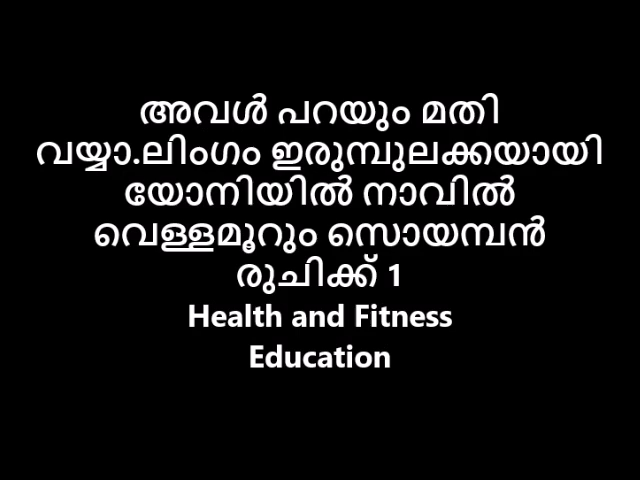 അവൾ പറയും മതി
വയ്യാ.ലിംഗം ഇരുമ്പുലക്കയായി
യോനിയിൽ നാവിൽ
വെള്ളമൂറും സൊയമ്പൻ
രുചിക്ക് 1
Health and Fitness
Education